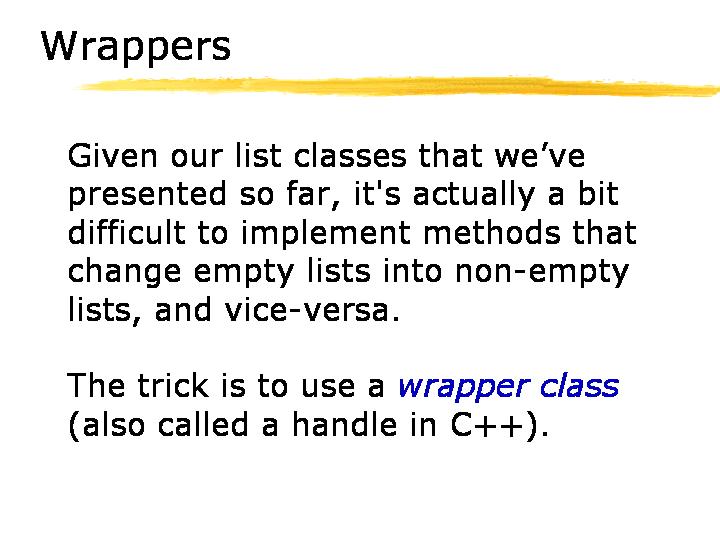 Wrappers
Given our list classes that we’ve
presented so far, it's actually a bit
difficult to implement methods that
change empty lists into non-empty
lists, and vice-versa.
The trick is to use a wrapper class
(also called a handle in C++).